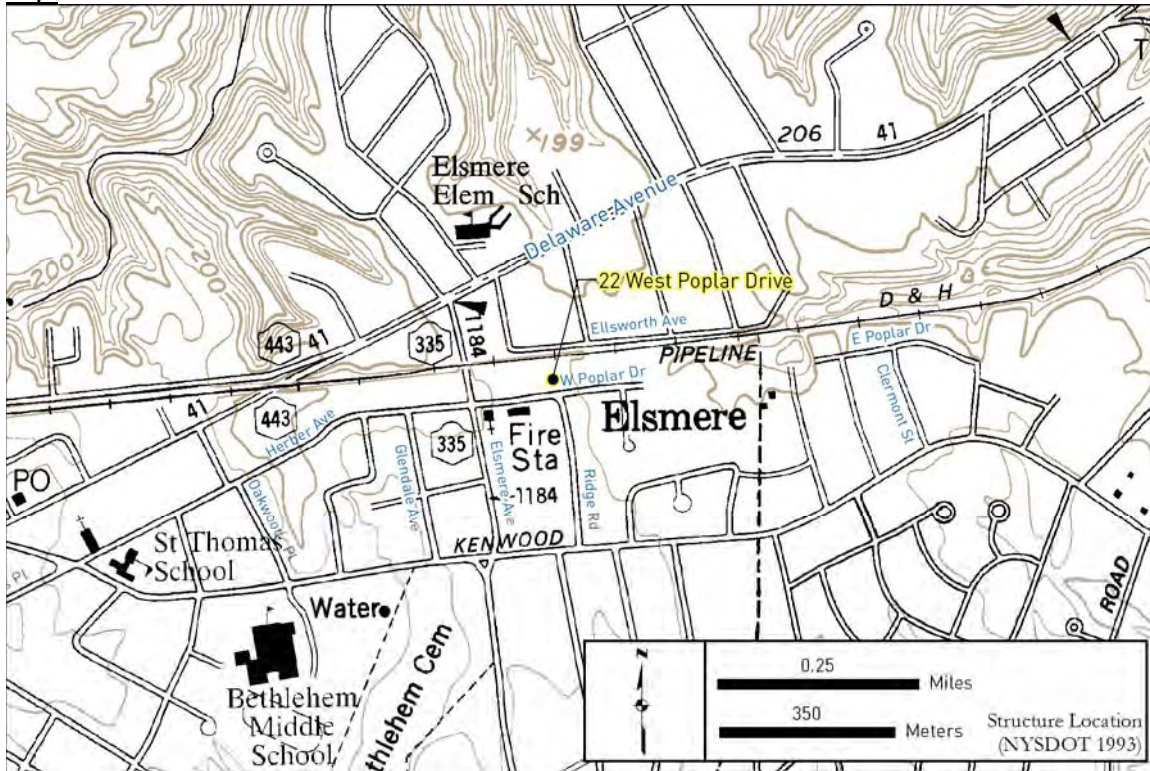 T
206
41
×199
Elsmere
Elem Sch
Delaware Avenue
200
200
22 West Poplar Drive
D & H
Ellsworth Ave
E Poplar Dr
443
41
335
1184
PIPELINE
W Poplar Dr
Clermont St
41
443
Herber Ave
335
Fire
Sta
Elsmere
Glendale Ave
Elsmere Ave
Ridge Rd
1184
PO
Oakwood Pl
KENWOOD
St Thomas
School
Pl
ROAD
Water
Bethlehem
Middle
School
thlehem Cem
N
0.25
Miles
350
Meters
Structure Location
(NYSDOT 1993)